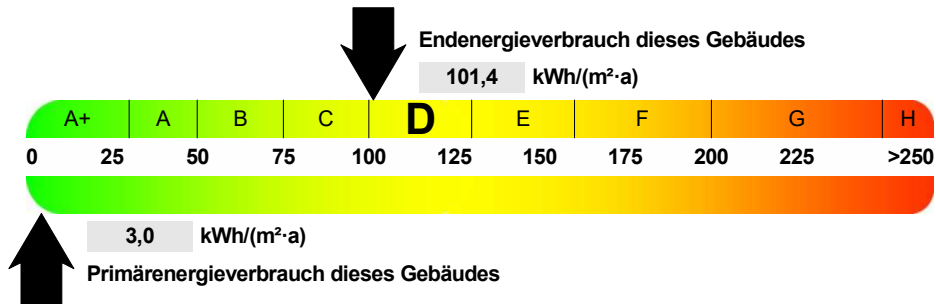 Endenergieverbrauch dieses Gebäudes
101,4 kWh/(m²·a)
A+ A B C D E F G H
0 25 50 75 100 125 150 175 200 225 >250
3,0 kWh/(m²·a)
Primärenergieverbrauch dieses Gebäudes